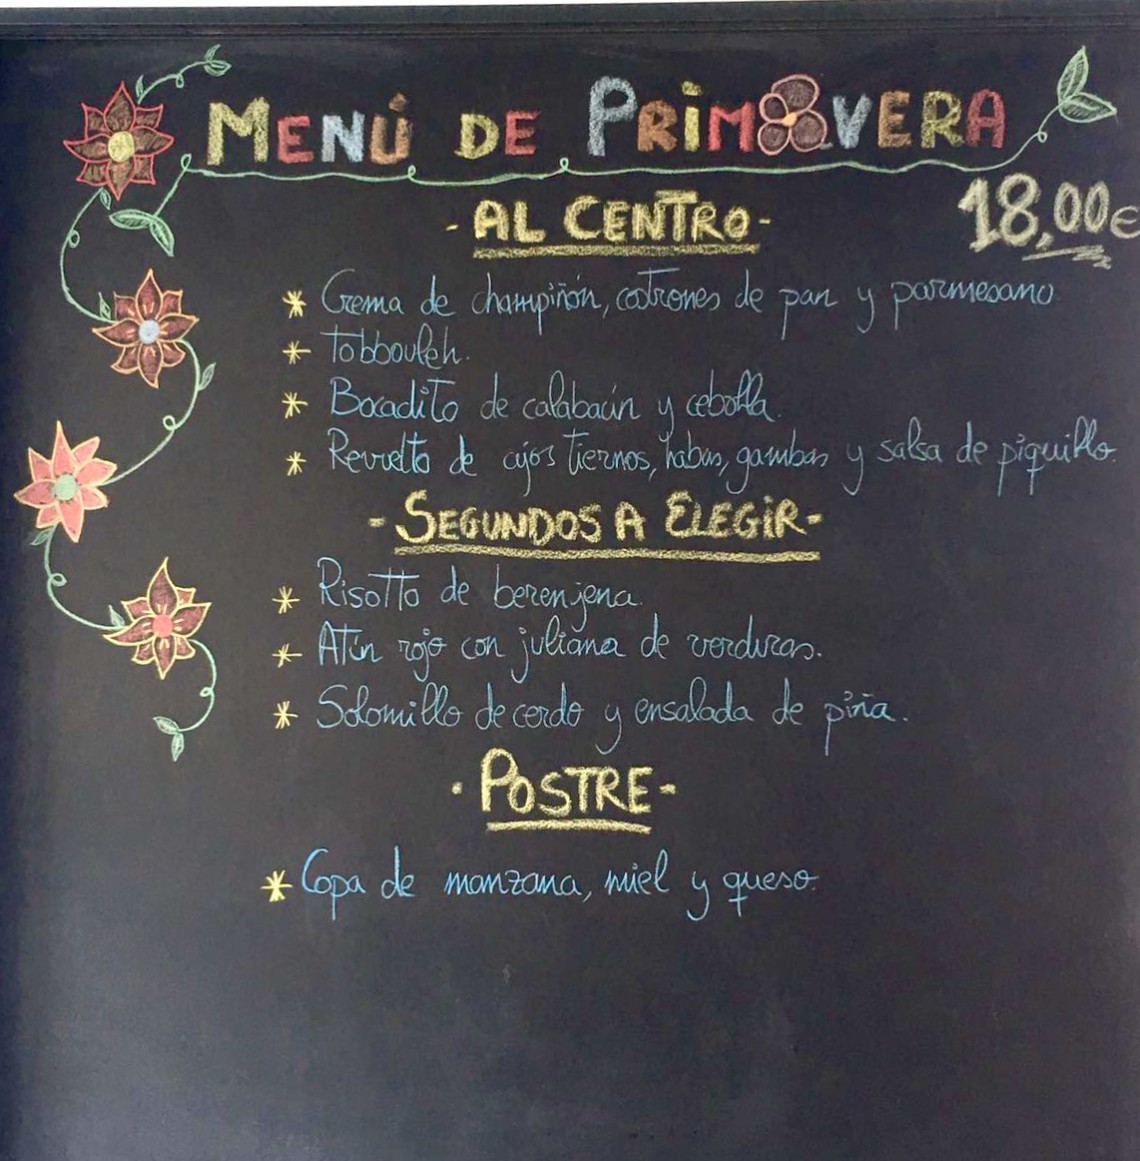 MENÚ DE PRIMAVERA
- AL CENTRO -
18,00€
* Crema de champiñón, costrones de pan y parmesano
* Tabbouleh.
* Bocadito de calabacín y cebolla.
* Revuelto de ajos tiernos, habas, gambas y salsa de piquillo.
- SEGUNDOS A ELEGIR -
* Risotto de berenjena.
* Atún rojo con juliana de verduras.
* Solomillo de cerdo y ensalada de piña.
- POSTRE -
* Copa de manzana, miel y queso.